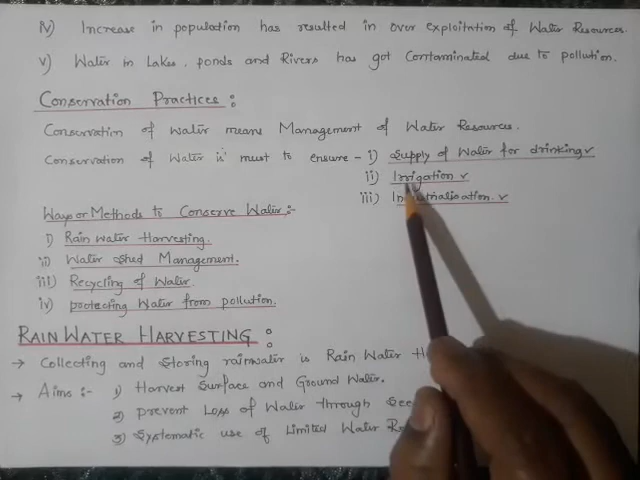 iv) Increase in population has resulted in over exploitation of Water Resources.
v) Water in Lakes, ponds and Rivers has got Contaminated due to pollution.
Conservation Practices :
Conservation of Water means Management of Water Resources.
Conservation of Water is must to ensure - i) Supply of Water for drinking ✓
ii) Irrigation ✓
iii) Industrialisation. ✓
Ways or Methods to Conserve Water :-
i) Rain water Harvesting.
ii) Water Shed Management.
iii) Recycling of Water.
iv) protecting Water from pollution.
RAIN WATER HARVESTING :
→ Collecting and Storing rainwater is Rain Water
→ Aims :- 1) Harvest Surface and Ground Water.
2) Prevent Loss of Water Through
3) Systematic use of Limited Water